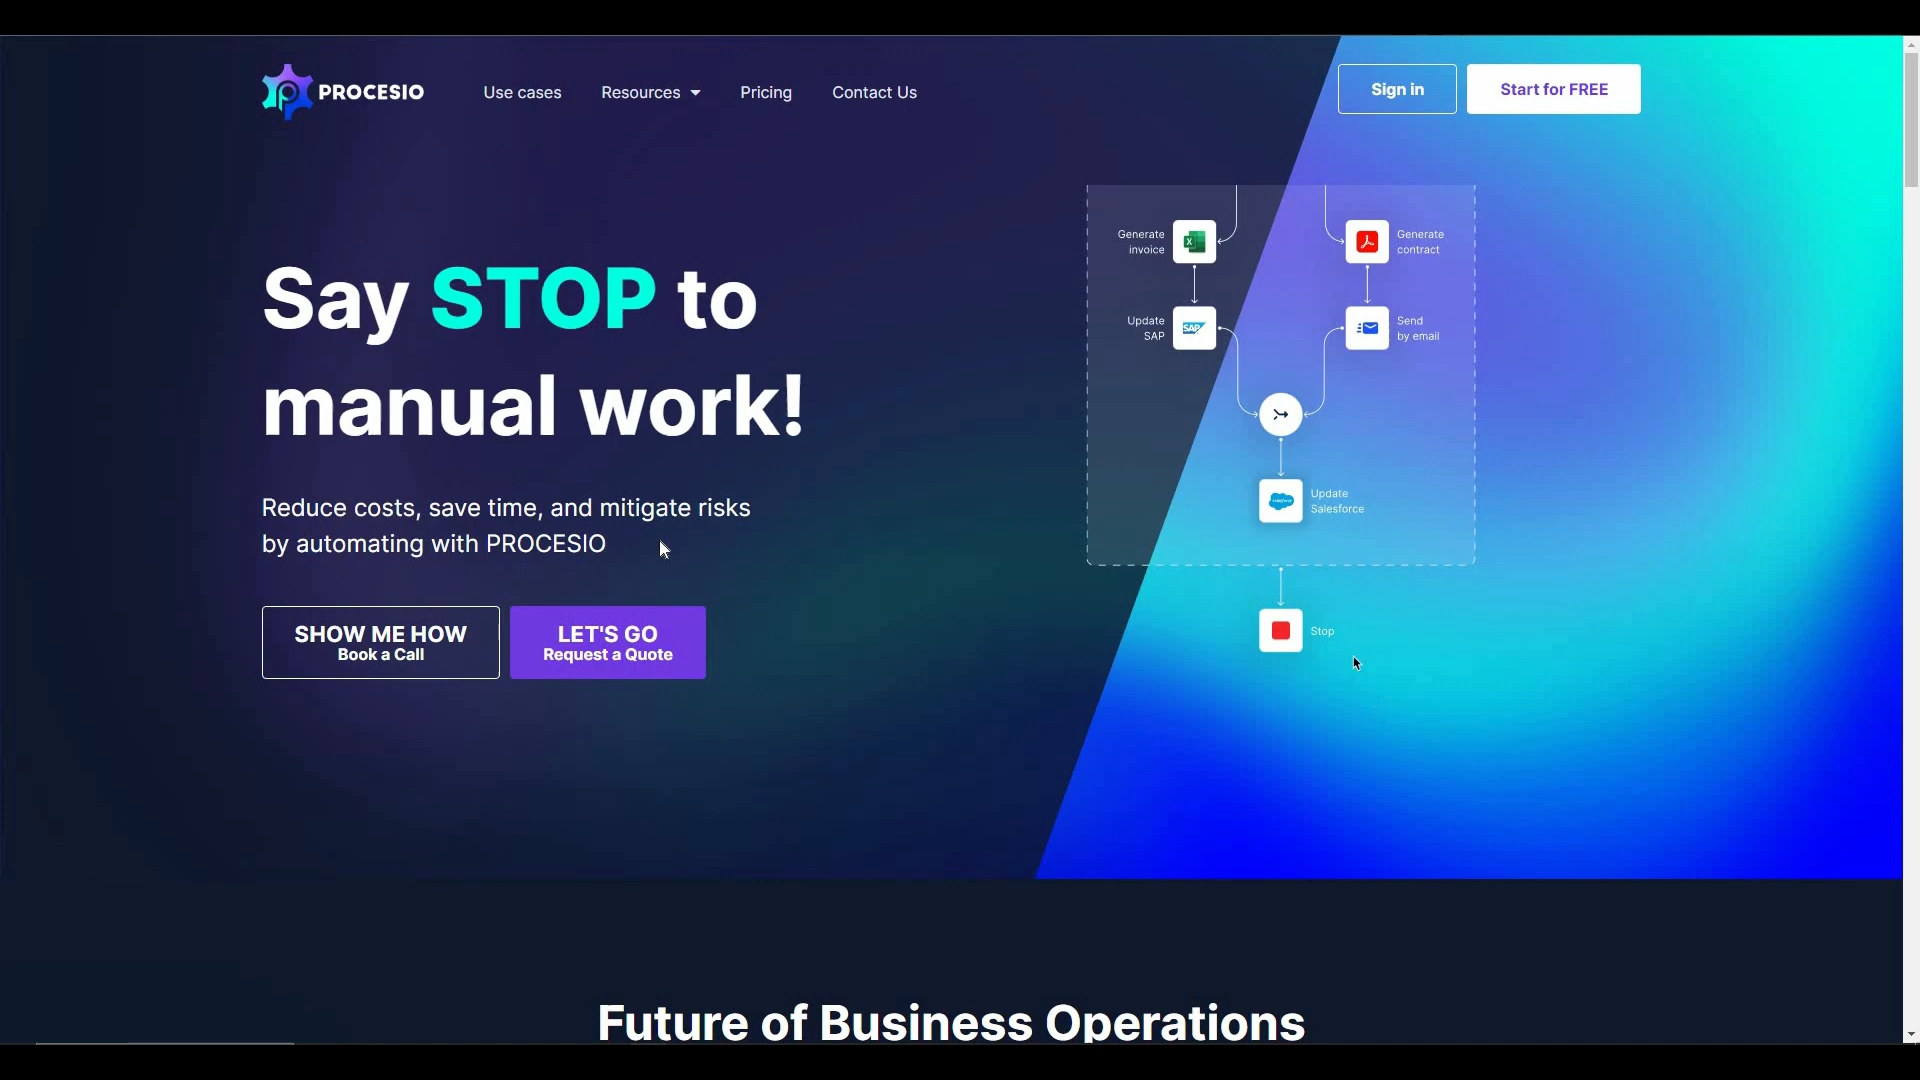 PROCESIO
Use cases
Resources
Pricing
Contact Us
Sign in
Start for FREE
Say STOP to
manual work!
Reduce costs, save time, and mitigate risks
by automating with PROCESIO
SHOW ME HOW
Book a Call
LET'S GO
Request a Quote
Generate
invoice
Generate
contract
Update
SAP
SAP
Send
by email
salesforce
Update
Salesforce
Stop
Future of Business Operations